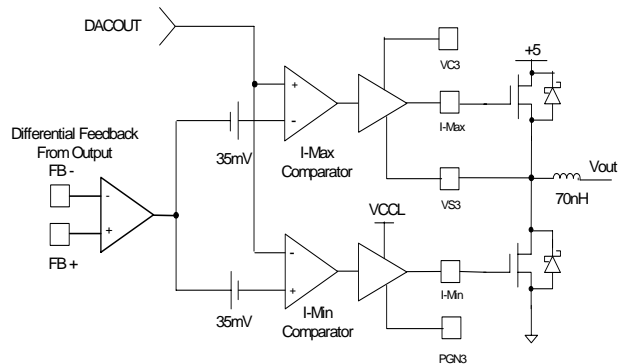 DACOUT
+5
VC3
+
-
I-Max
Differential Feedback
From Output
35mV
I-Max
Comparator
FB -
-
Vout
VS3
70nH
VCCL
FB +
+
-
+
I-Min
35mV
I-Min
Comparator
PGN3